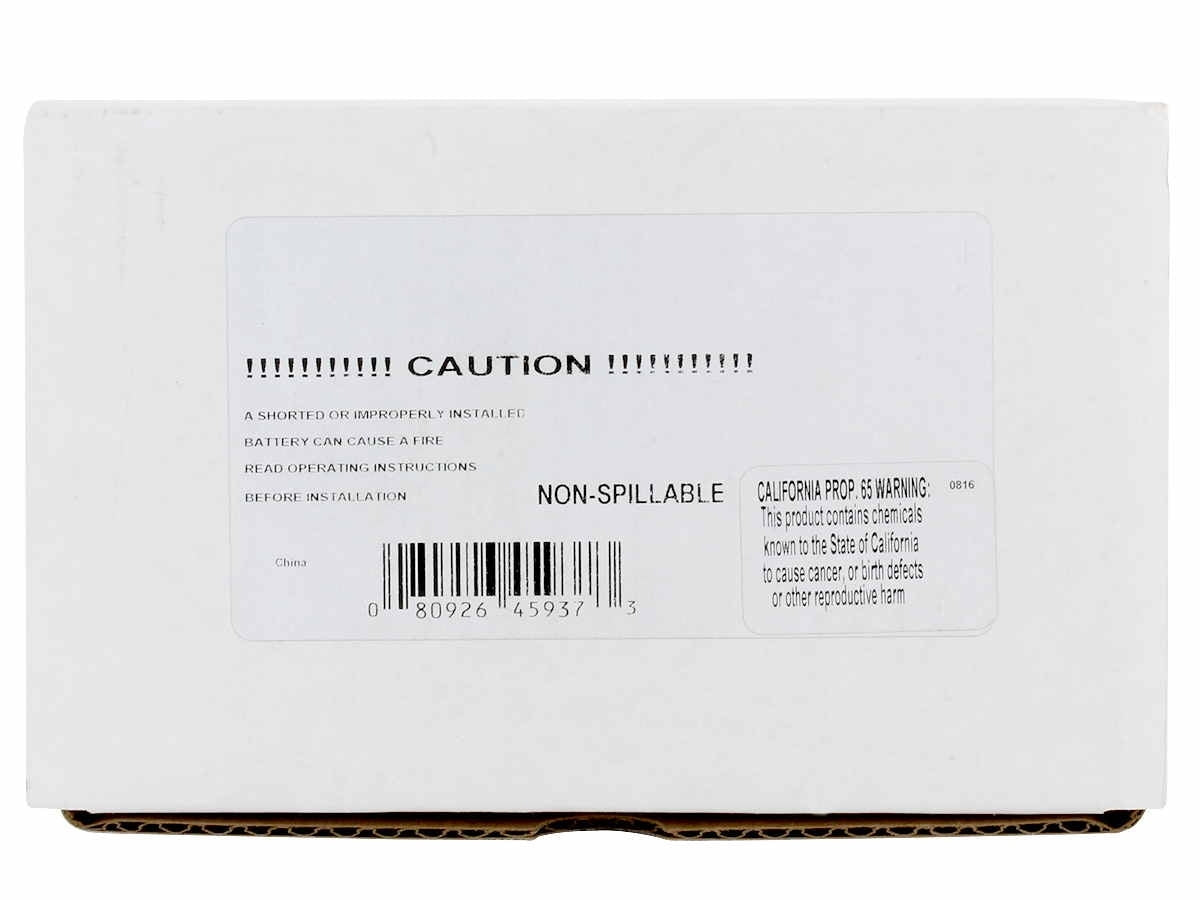 !!!!!!!!!!! CAUTION !!!!!!!!!!!
A SHORTED OR IMPROPERLY INSTALLED
BATTERY CAN CAUSE A FIRE
READ OPERATING INSTRUCTIONS
BEFORE INSTALLATION
NON-SPILLABLE
China
0 80926 45937 3
CALIFORNIA PROP. 65 WARNING: 0816
This product contains chemicals
known to the State of California
to cause cancer, or birth defects
or other reproductive harm